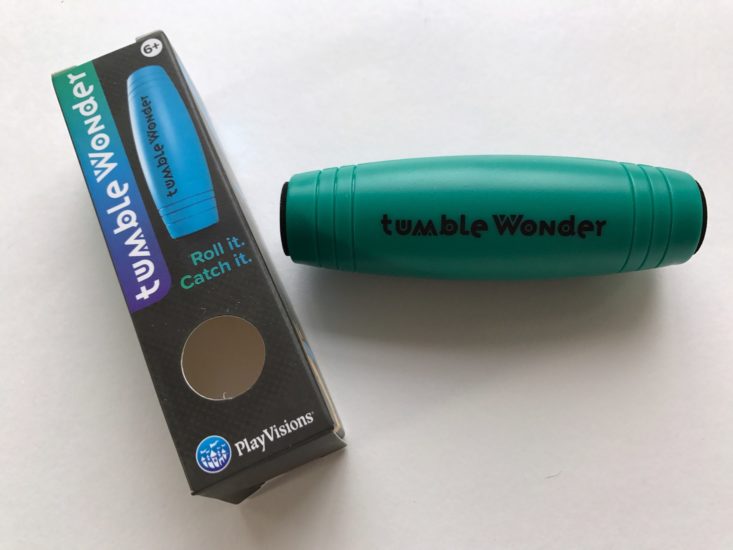 6+
tumble Wonder
tumble Wonder
Roll it.
Catch it.
PlayVisions
tumble Wonder